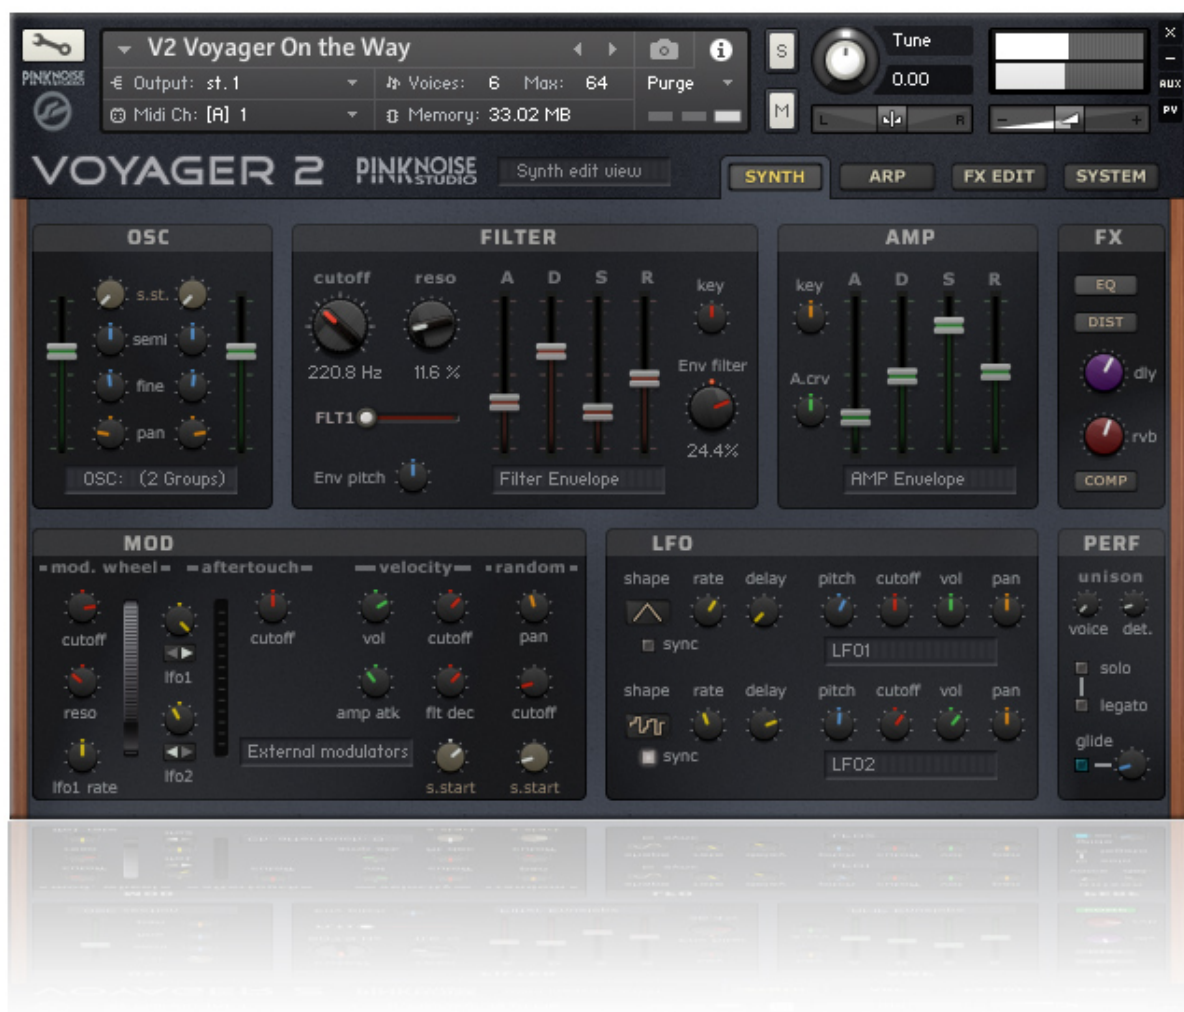 V2 Voyager On the Way
S
Tune
X
PINKNOISE STUDIO
Output: st.1 Voices: 6 Max: 64 Purge
0.00
AUX
Midi Ch: [A] 1 Memory: 33.02 MB
M
L R
- +
PV
VOYAGER 2 PINKNOISE STUDIO Synth edit view SYNTH ARP FX EDIT SYSTEM
OSC
s.st.
semi
fine
pan
OSC: (2 Groups)
FILTER
cutoff reso A D S R key
220.8 Hz 11.6 % Env filter
FLT1
24.4%
Env pitch Filter Envelope
AMP
key A D S R
A.crv
AMP Envelope
FX
EQ
DIST
dly
rvb
COMP
MOD
mod. wheel aftertouch velocity random
cutoff cutoff vol cutoff pan
lfo1
reso amp atk flt dec cutoff
External modulators
lfo1 rate lfo2 s.start s.start
LFO
shape rate delay pitch cutoff vol pan
sync LFO1
shape rate delay pitch cutoff vol pan
sync LFO2
PERF
unison
voice det.
solo
legato
glide